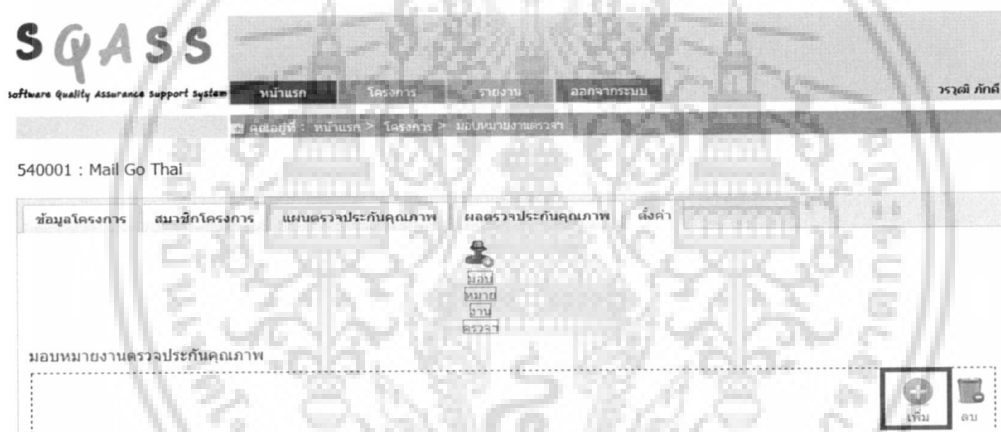 SQASS
Software Quality Assurance Support System
หน้าแรก โครงการ รายงาน ออกจากระบบ
วรวุฒิ ภักดี
คุณอยู่ที่ : หน้าแรก > โครงการ > มอบหมายงานตรวจฯ
540001 : Mail Go Thai
ข้อมูลโครงการ สมาชิกโครงการ แผนตรวจประกันคุณภาพ ผลตรวจประกันคุณภาพ ตั้งค่า
มอบ
หมาย
งาน
ตรวจฯ
มอบหมายงานตรวจประกันคุณภาพ
เพิ่ม ลบ